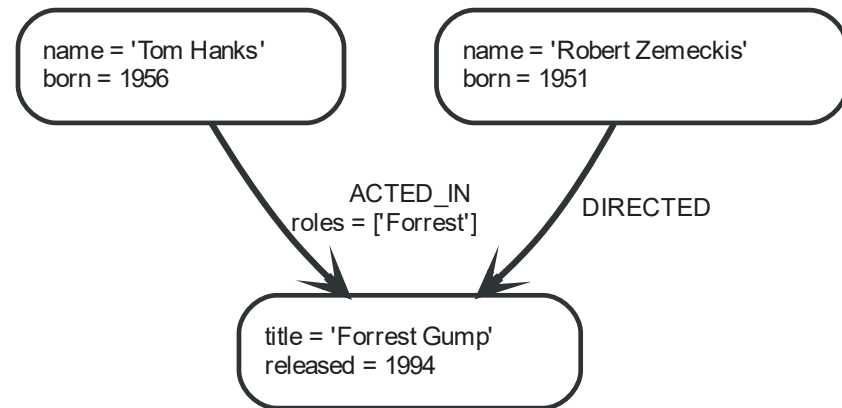 name = 'Tom Hanks'
born = 1956
name = 'Robert Zemeckis'
born = 1951
ACTED_IN
roles = ['Forrest']
DIRECTED
title = 'Forrest Gump'
released = 1994